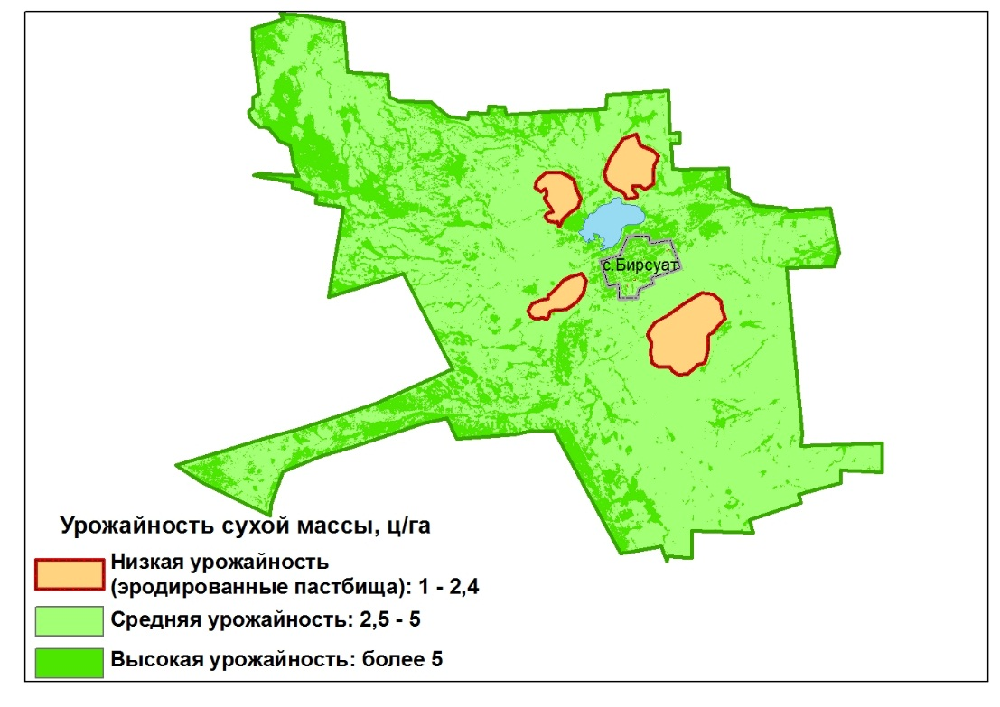 с.Бирсуат
Урожайность сухой массы, ц/га
Низкая урожайность
(эродированные пастбища): 1 - 2,4
Средняя урожайность: 2,5 - 5
Высокая урожайность: более 5